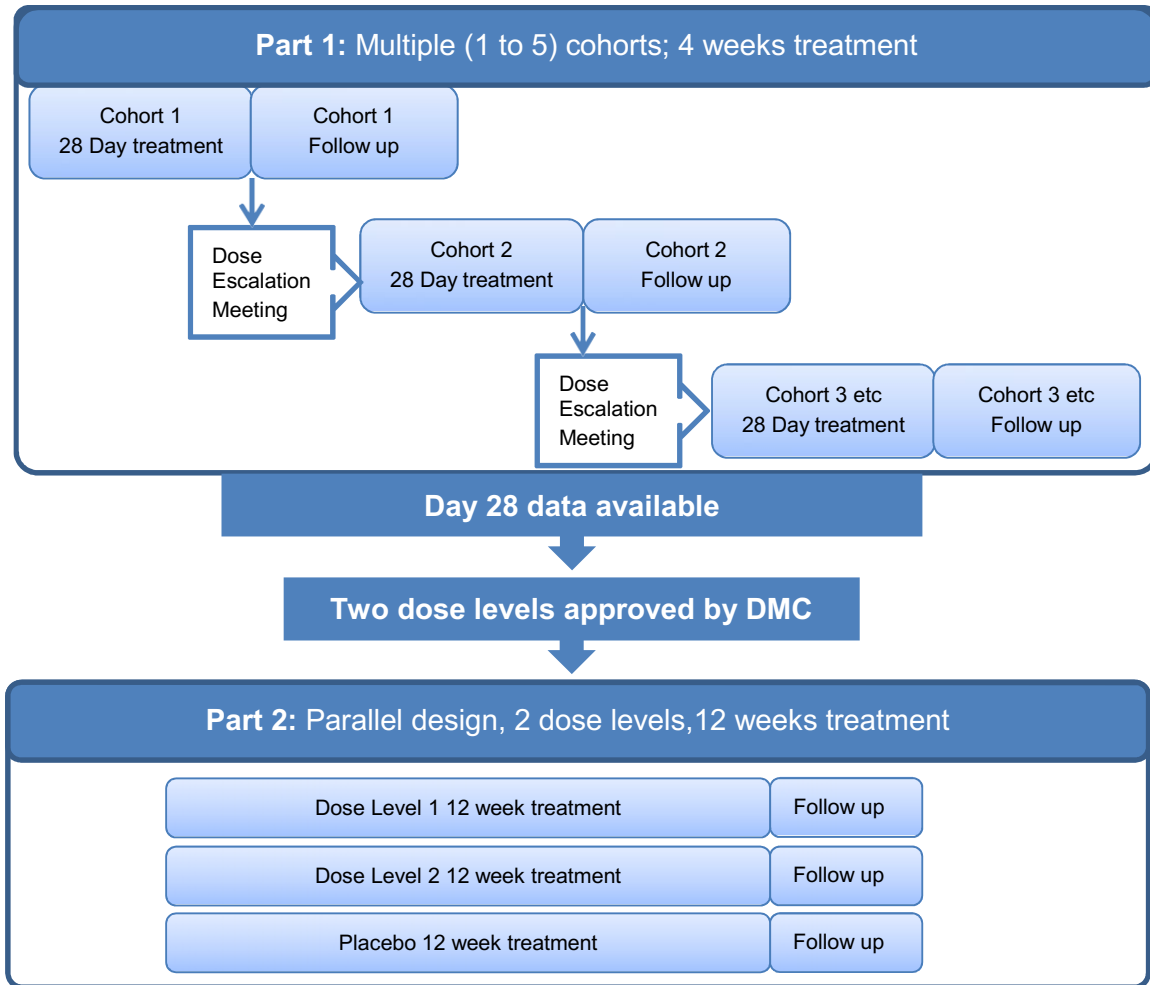 Part 1: Multiple (1 to 5) cohorts; 4 weeks treatment
Cohort 1
28 Day treatment
Cohort 1
Follow up
Dose
Escalation
Meeting
Cohort 2
28 Day treatment
Cohort 2
Follow up
Dose
Escalation
Meeting
Cohort 3 etc
28 Day treatment
Cohort 3 etc
Follow up
Day 28 data available
Two dose levels approved by DMC
Part 2: Parallel design, 2 dose levels,12 weeks treatment
Dose Level 1 12 week treatment
Follow up
Dose Level 2 12 week treatment
Follow up
Placebo 12 week treatment
Follow up